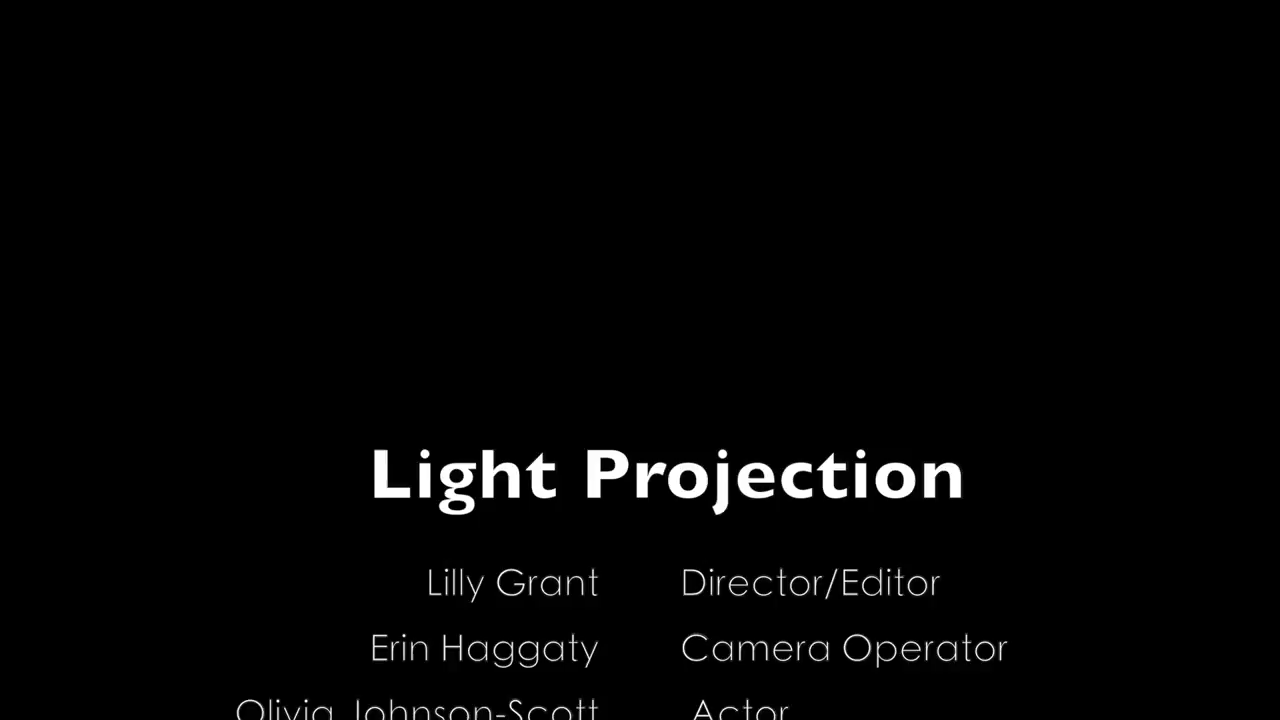 Light Projection
Lilly Grant Director/Editor
Erin Haggaty Camera Operator
Olivia Johnson-Scott Actor